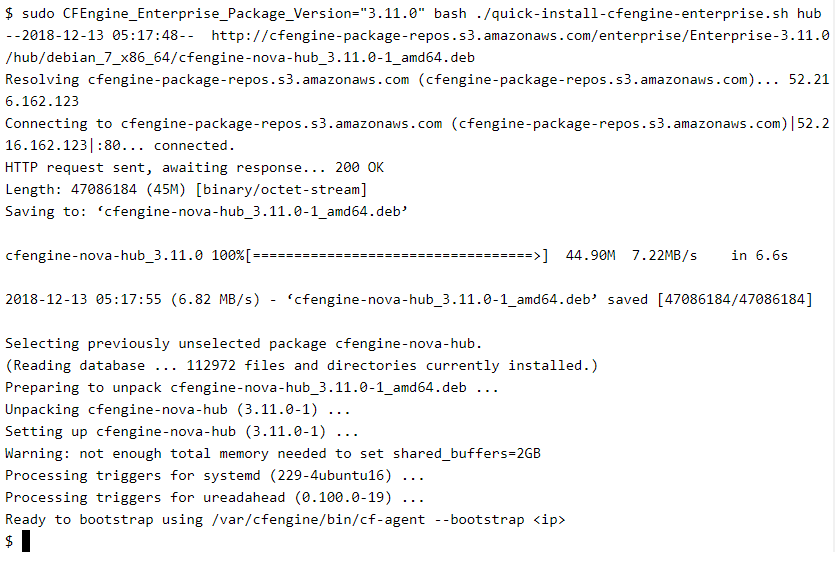 $ sudo CFEngine_Enterprise_Package_Version="3.11.0" bash ./quick-install-cfengine-enterprise.sh hub
--2018-12-13 05:17:48--  http://cfengine-package-repos.s3.amazonaws.com/enterprise/Enterprise-3.11.0
/hub/debian_7_x86_64/cfengine-nova-hub_3.11.0-1_amd64.deb
Resolving cfengine-package-repos.s3.amazonaws.com (cfengine-package-repos.s3.amazonaws.com)... 52.21
6.162.123
Connecting to cfengine-package-repos.s3.amazonaws.com (cfengine-package-repos.s3.amazonaws.com)|52.2
16.162.123|:80... connected.
HTTP request sent, awaiting response... 200 OK
Length: 47086184 (45M) [binary/octet-stream]
Saving to: ‘cfengine-nova-hub_3.11.0-1_amd64.deb’

cfengine-nova-hub_3.11.0 100%[==================================>]  44.90M  7.22MB/s    in 6.6s

2018-12-13 05:17:55 (6.82 MB/s) - ‘cfengine-nova-hub_3.11.0-1_amd64.deb’ saved [47086184/47086184]

Selecting previously unselected package cfengine-nova-hub.
(Reading database ... 112972 files and directories currently installed.)
Preparing to unpack cfengine-nova-hub_3.11.0-1_amd64.deb ...
Unpacking cfengine-nova-hub (3.11.0-1) ...
Setting up cfengine-nova-hub (3.11.0-1) ...
Warning: not enough total memory needed to set shared_buffers=2GB
Processing triggers for systemd (229-4ubuntu16) ...
Processing triggers for ureadahead (0.100.0-19) ...
Ready to bootstrap using /var/cfengine/bin/cf-agent --bootstrap <ip>
$